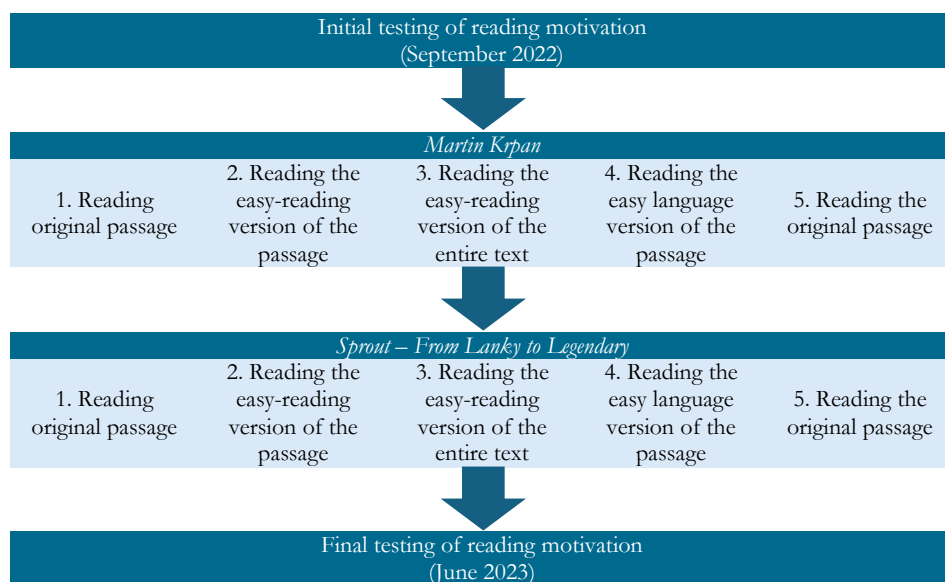 Initial testing of reading motivation
(September 2022)
Martin Krpan
1. Reading
original passage
2. Reading the
easy-reading
version of the
passage
3. Reading the
easy-reading
version of the
entire text
4. Reading the
easy language
version of the
passage
5. Reading the
original passage
Sprout – From Lanky to Legendary
1. Reading
original passage
2. Reading the
easy-reading
version of the
passage
3. Reading the
easy-reading
version of the
entire text
4. Reading the
easy language
version of the
passage
5. Reading the
original passage
Final testing of reading motivation
(June 2023)